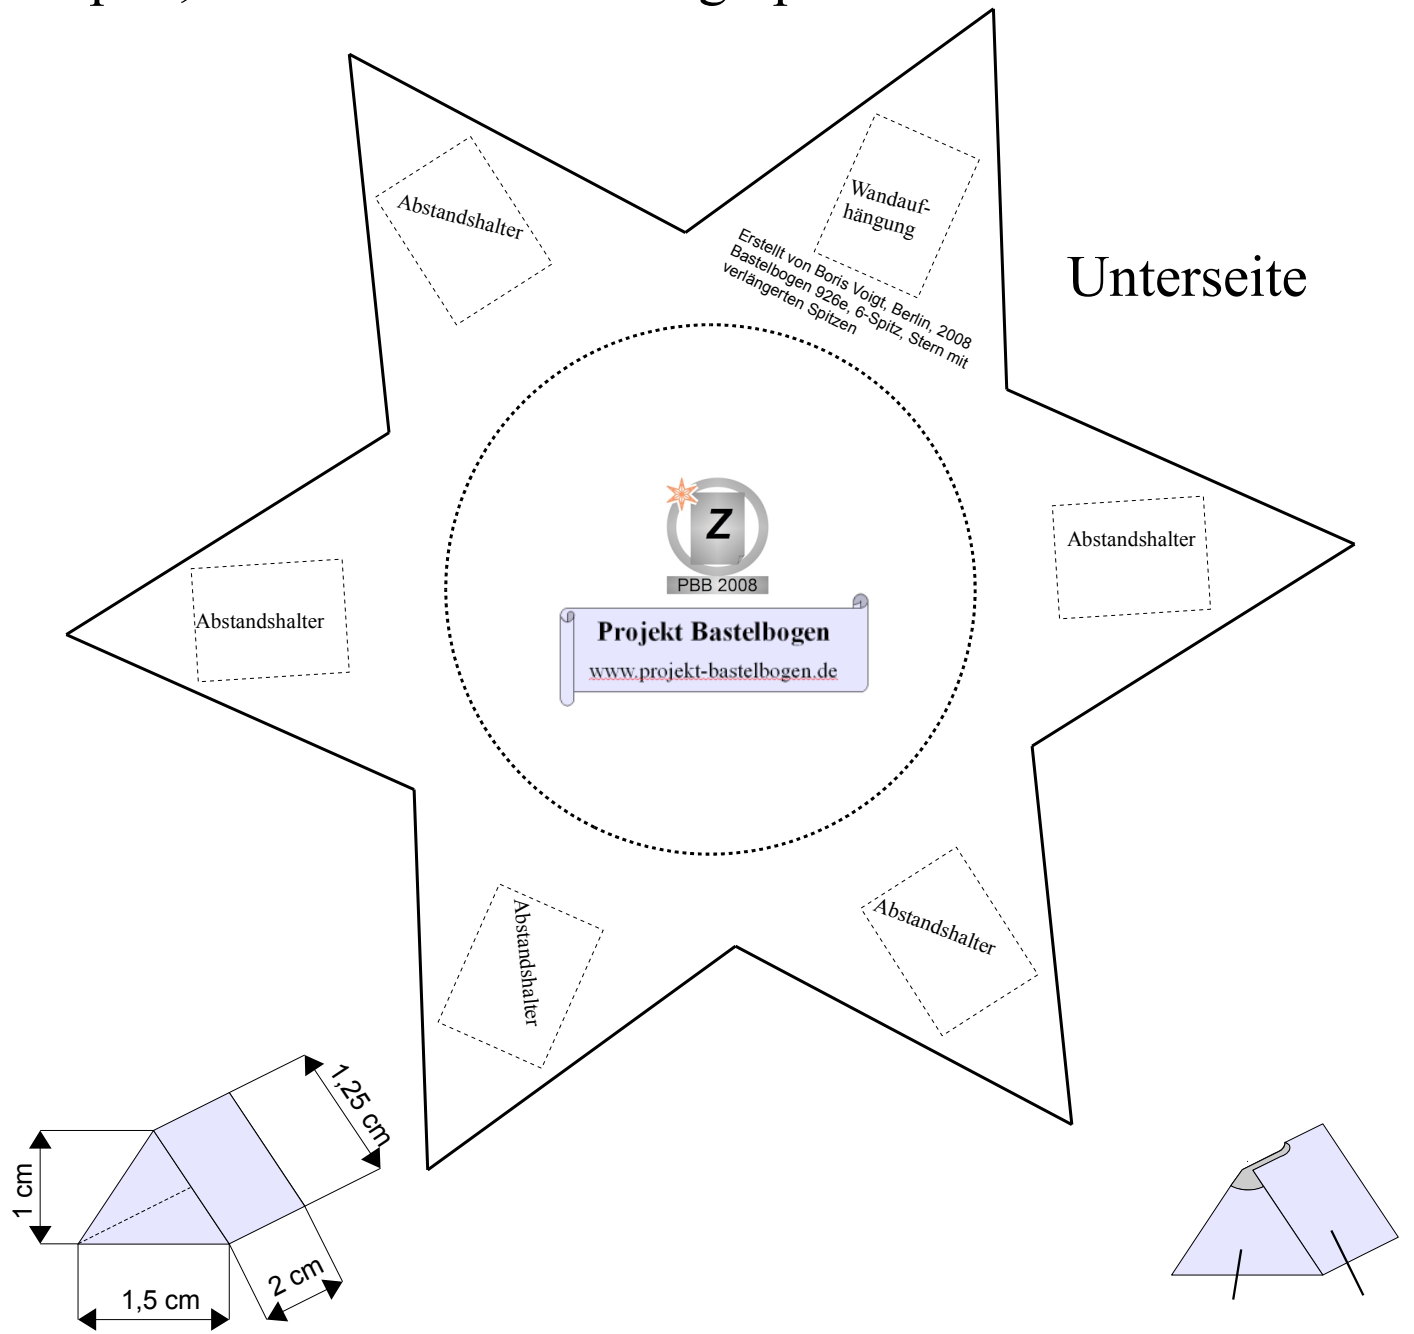 Unterseite
Abstandshalter
Wandauf-
hängung
Erstellt von Boris Voigt, Berlin, 2008
Bastelbogen 926e, 6-Spitz, Stern mit
verlängerten Spitzen
Abstandshalter
Z
PBB 2008
Projekt Bastelbogen
www.projekt-bastelbogen.de
Abstandshalter
Abstandshalter
Abstandshalter
1 cm
1,25 cm
1,5 cm
2 cm
Abstandshalter